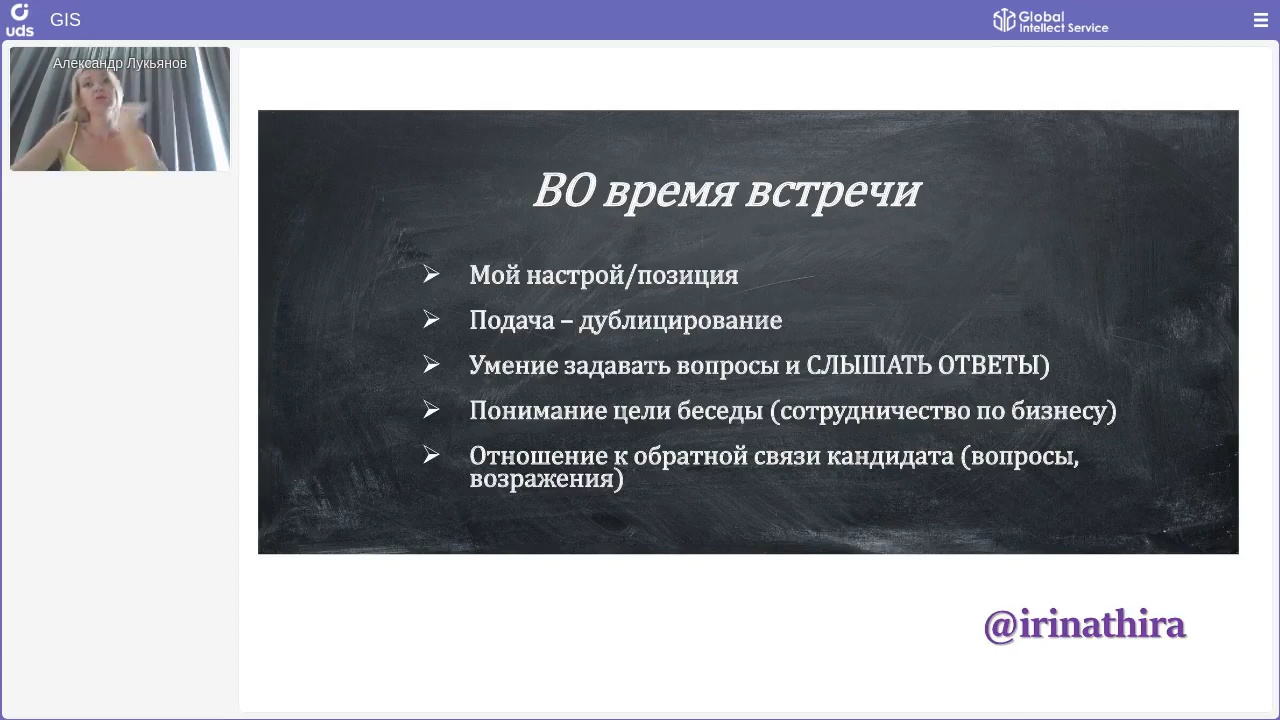 uds
GIS
Global
Intellect Service
Александр Лукьянов
ВО время встречи
Мой настрой/позиция
Подача – дублицирование
Умение задавать вопросы и СЛЫШАТЬ ОТВЕТЫ)
Понимание цели беседы (сотрудничество по бизнесу)
Отношение к обратной связи кандидата (вопросы,
возражения)
@irinathira